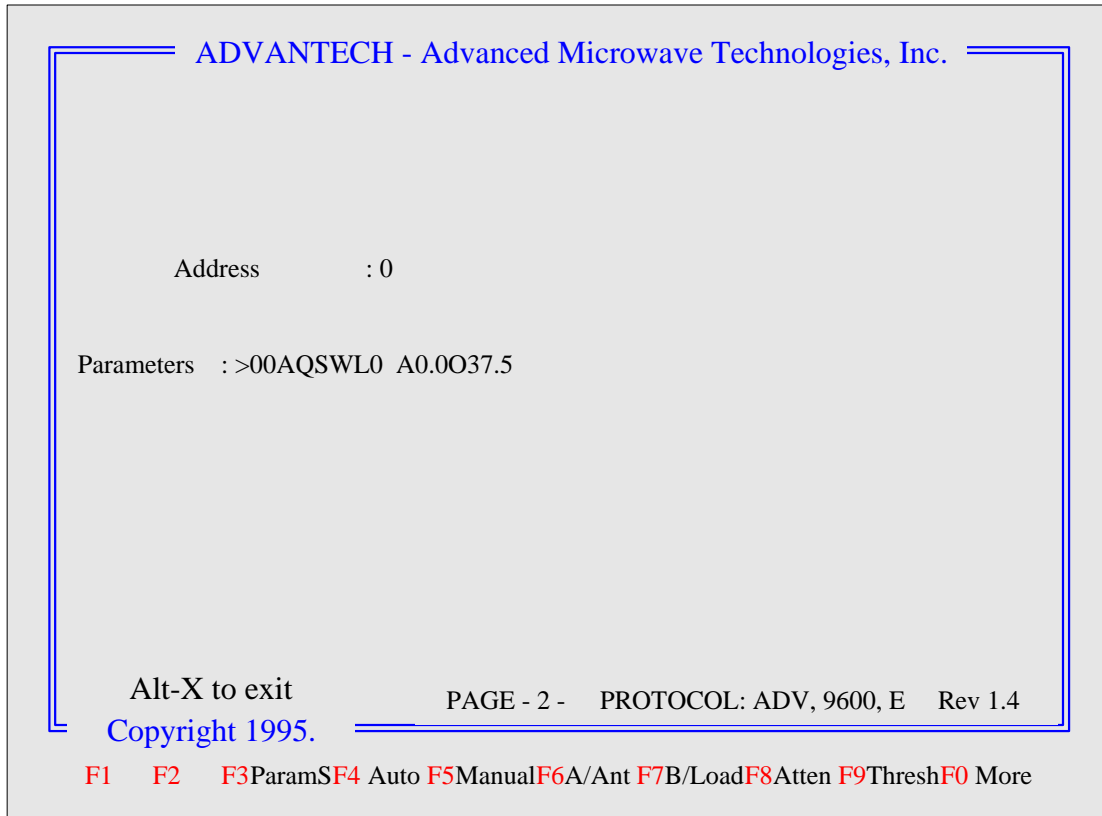 ADVANTECH - Advanced Microwave Technologies, Inc.
Address : 0
Parameters : >00AQSWL0 A0.0O37.5
Alt-X to exit
PAGE - 2 - PROTOCOL: ADV, 9600, E Rev 1.4
Copyright 1995.
F1 F2 F3ParamSF4 Auto F5ManualF6A/Ant F7B/LoadF8Atten F9ThreshF0 More